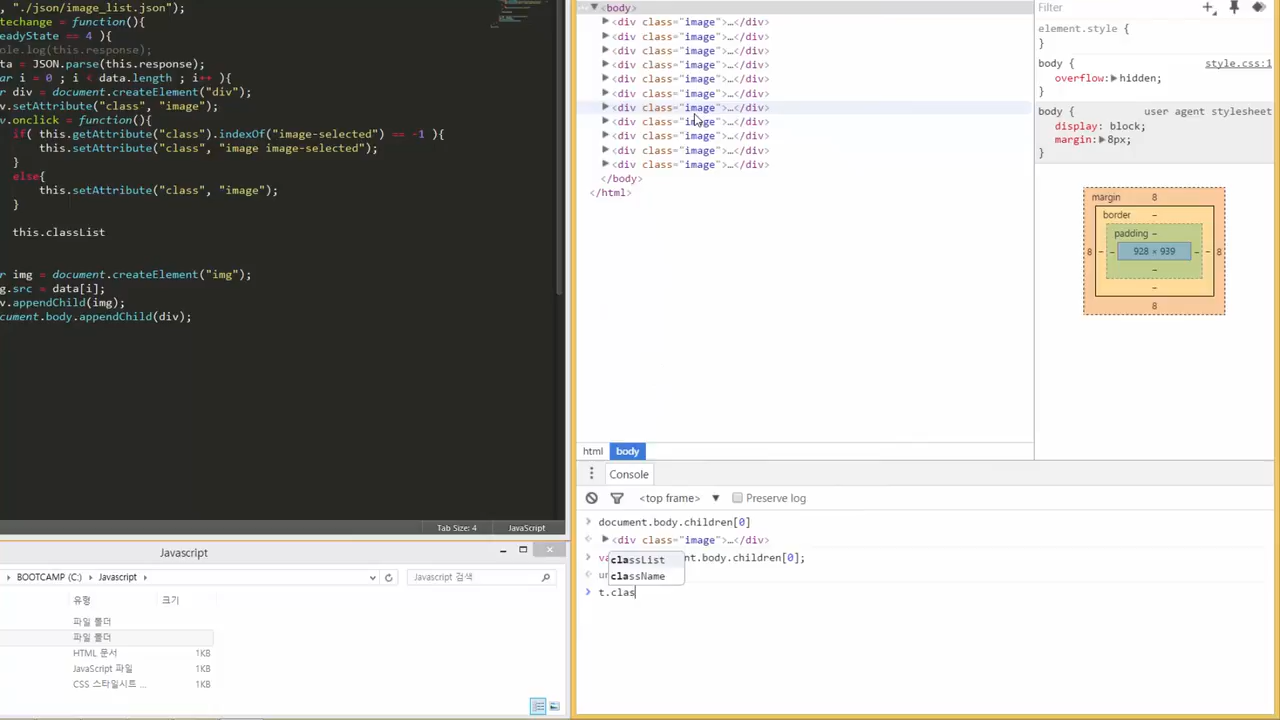 , "./json/image_list.json");
techange = function(){
eadyState == 4 ){
ole.log(this.response);
ta = JSON.parse(this.response);
ar i = 0 ; i < data.length ; i++ ){
r div = document.createElement("div");
v.setAttribute("class", "image");
v.onclick = function(){
if( this.getAttribute("class").indexOf("image-selected") == -1 ){
this.setAttribute("class", "image image-selected");
}
else{
this.setAttribute("class", "image");
}
this.classList
r img = document.createElement("img");
g.src = data[i];
v.appendChild(img);
cument.body.appendChild(div);
Tab Size: 4 JavaScript
Javascript
BOOTCAMP (C:) Javascript
Javascript 검색
유형 크기
파일 폴더
파일 폴더
HTML 문서 1KB
JavaScript 파일 1KB
CSS 스타일시트 ... 1KB
<body>
<div class="image">…</div>
<div class="image">…</div>
<div class="image">…</div>
<div class="image">…</div>
<div class="image">…</div>
<div class="image">…</div>
<div class="image">…</div>
<div class="image">…</div>
<div class="image">…</div>
<div class="image">…</div>
<div class="image">…</div>
</body>
</html>
html body
Console
<top frame> Preserve log
document.body.children[0]
<div class="image">…</div>
va nt.body.children[0];
classList
un
className
t.clas
Filter
element.style {
}
body { style.css:1
overflow: hidden;
}
body { user agent stylesheet
display: block;
margin: 8px;
}
margin 8
border –
padding –
8 – – 928 × 939 – – 8
–
–
8